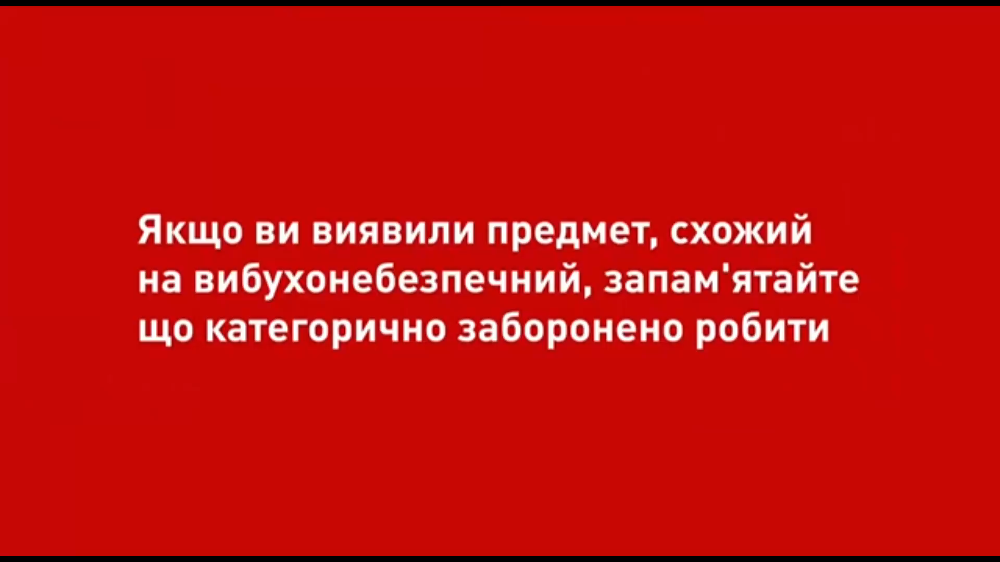 Якщо ви виявили предмет, схожий
на вибухонебезпечний, запам'ятайте
що категорично заборонено робити